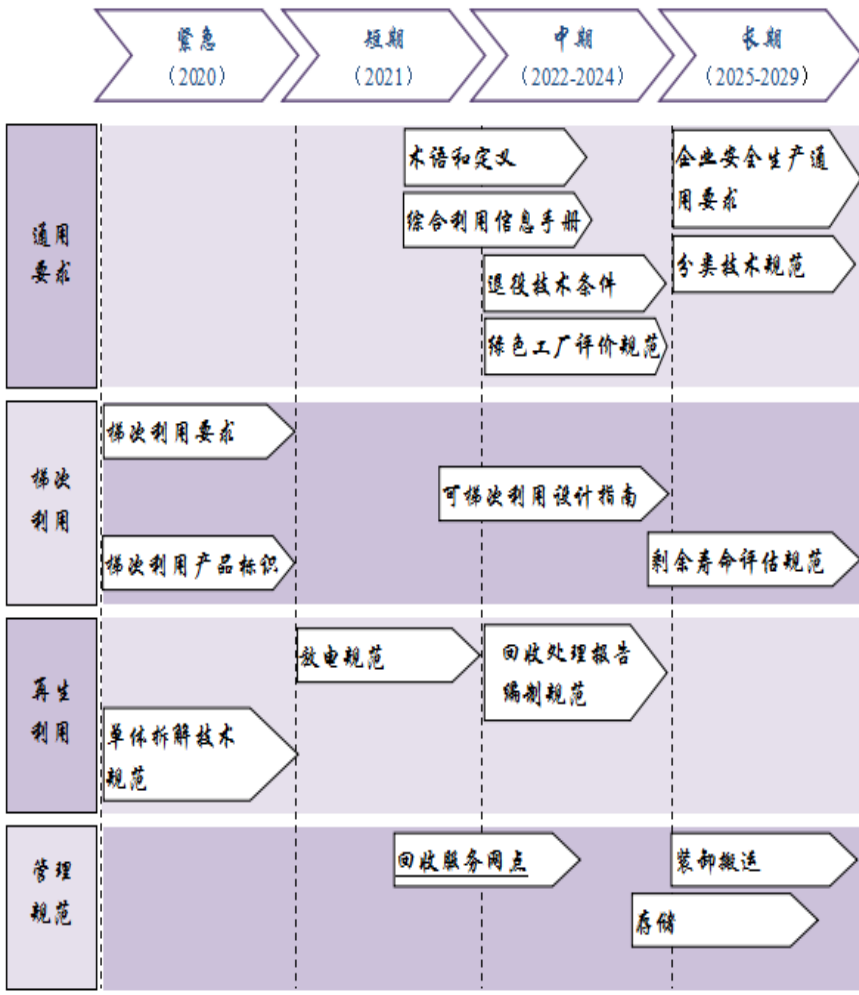 紧急
（2020）
短期
（2021）
中期
（2022-2024）
长期
（2025-2029）
通用
要求
术语和定义
综合利用信息手册
退役技术条件
绿色工厂评价规范
企业安全生产通
用要求
分类技术规范
梯次
利用
梯次利用要求
梯次利用产品标识
可梯次利用设计指南
剩余寿命评估规范
再生
利用
放电规范
单体拆解技术
规范
回收处理报告
编制规范
管理
规范
回收服务网点
装卸搬运
存储